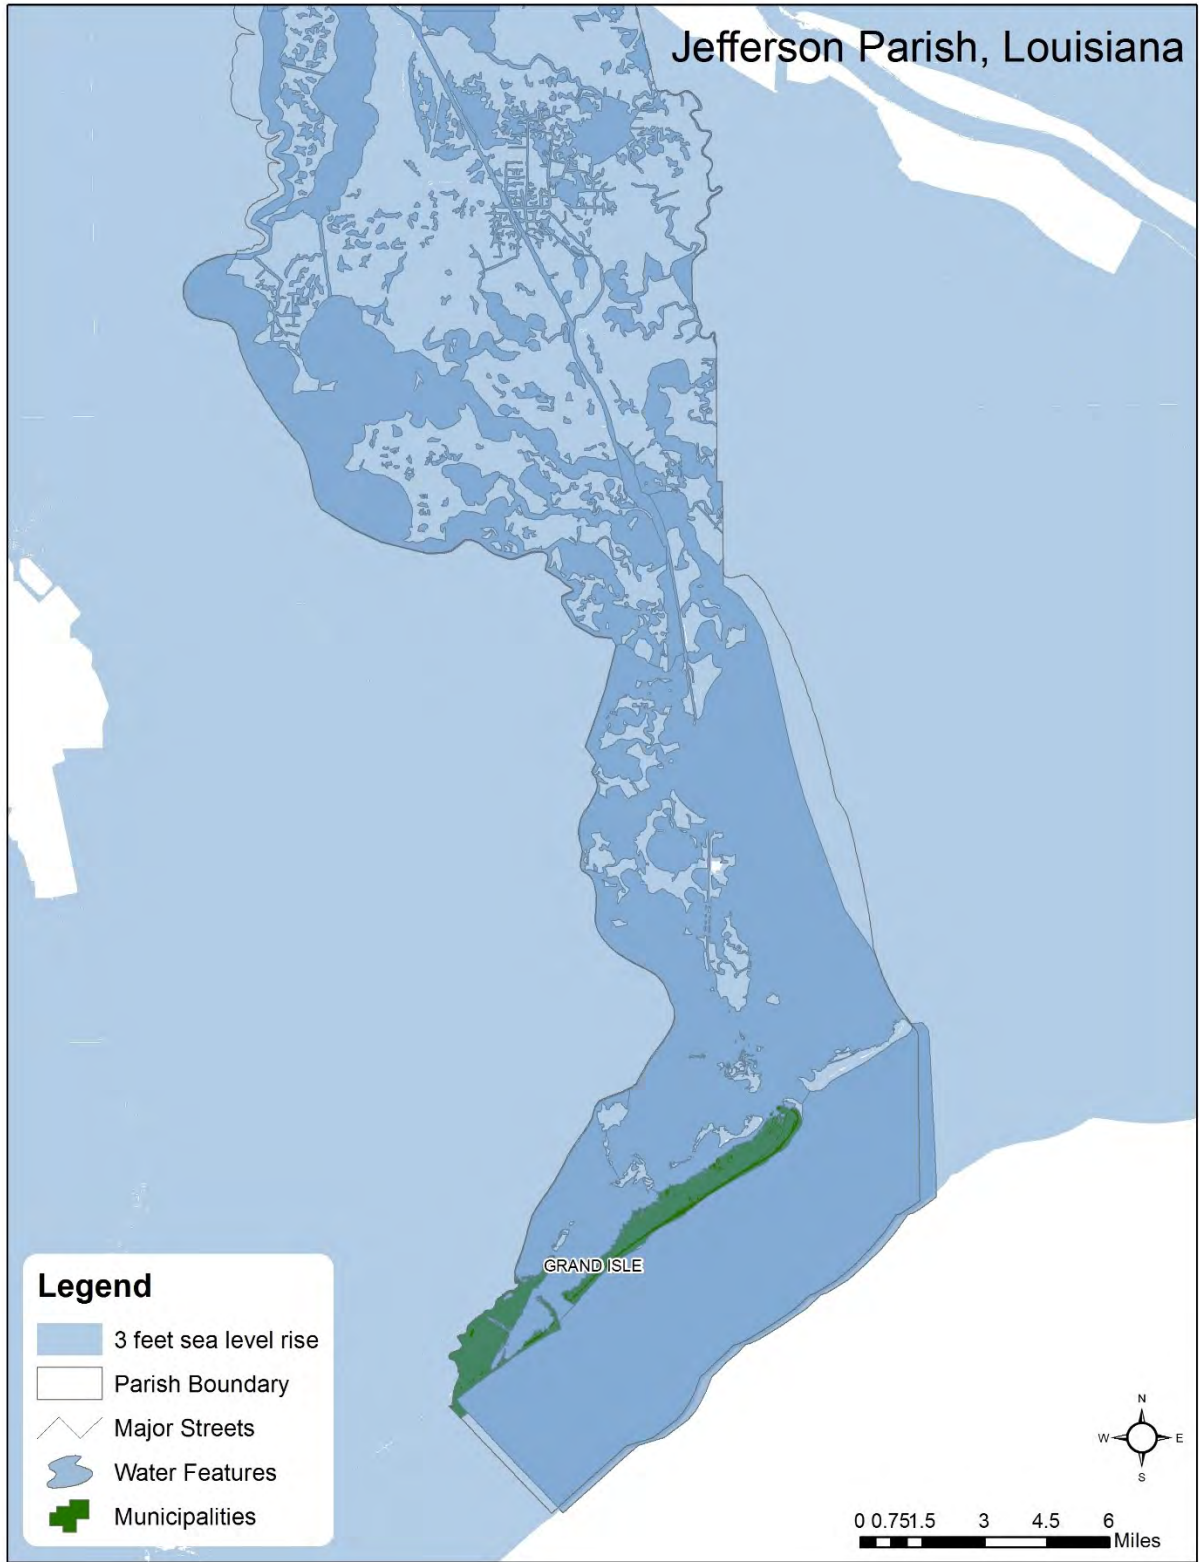 Jefferson Parish, Louisiana
GRAND ISLE
Legend
3 feet sea level rise
Parish Boundary
Major Streets
Water Features
Municipalities
N
W E
S
0 0.751.5 3 4.5 6
Miles